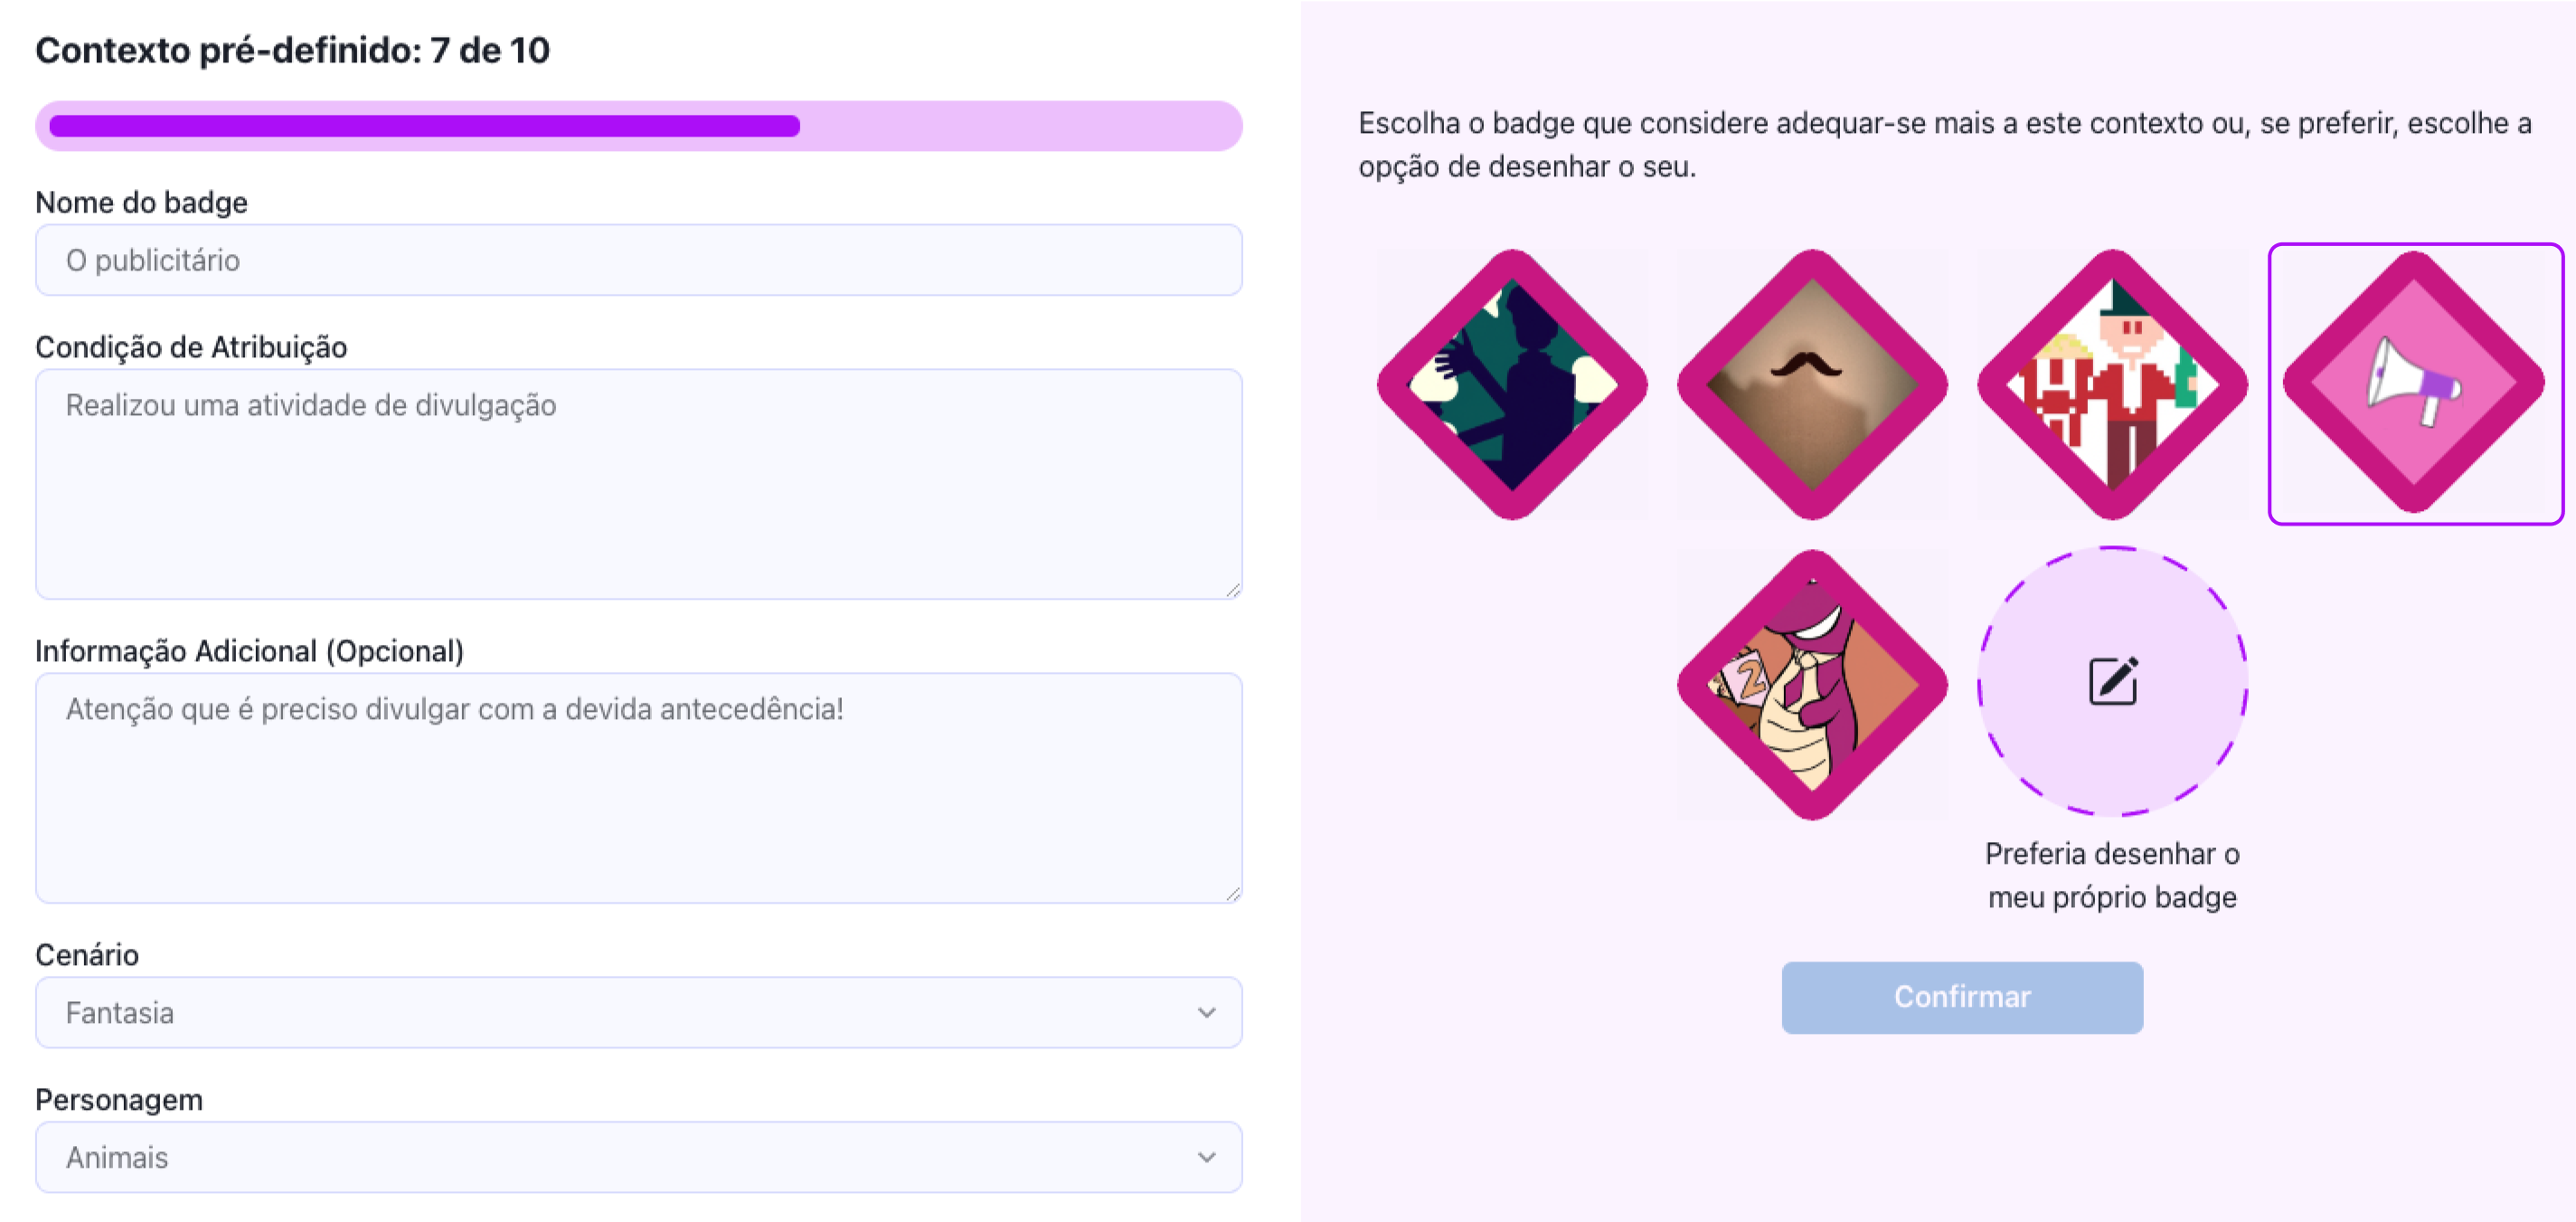 Contexto pré-definido: 7 de 10
Nome do badge
O publicitário
Condição de Atribuição
Realizou uma atividade de divulgação
Informação Adicional (Opcional)
Atenção que é preciso divulgar com a devida antecedência!
Cenário
Fantasia
Personagem
Animais
Escolha o badge que considere adequar-se mais a este contexto ou, se preferir, escolhe a
opção de desenhar o seu.
2
Preferia desenhar o
meu próprio badge
Confirmar